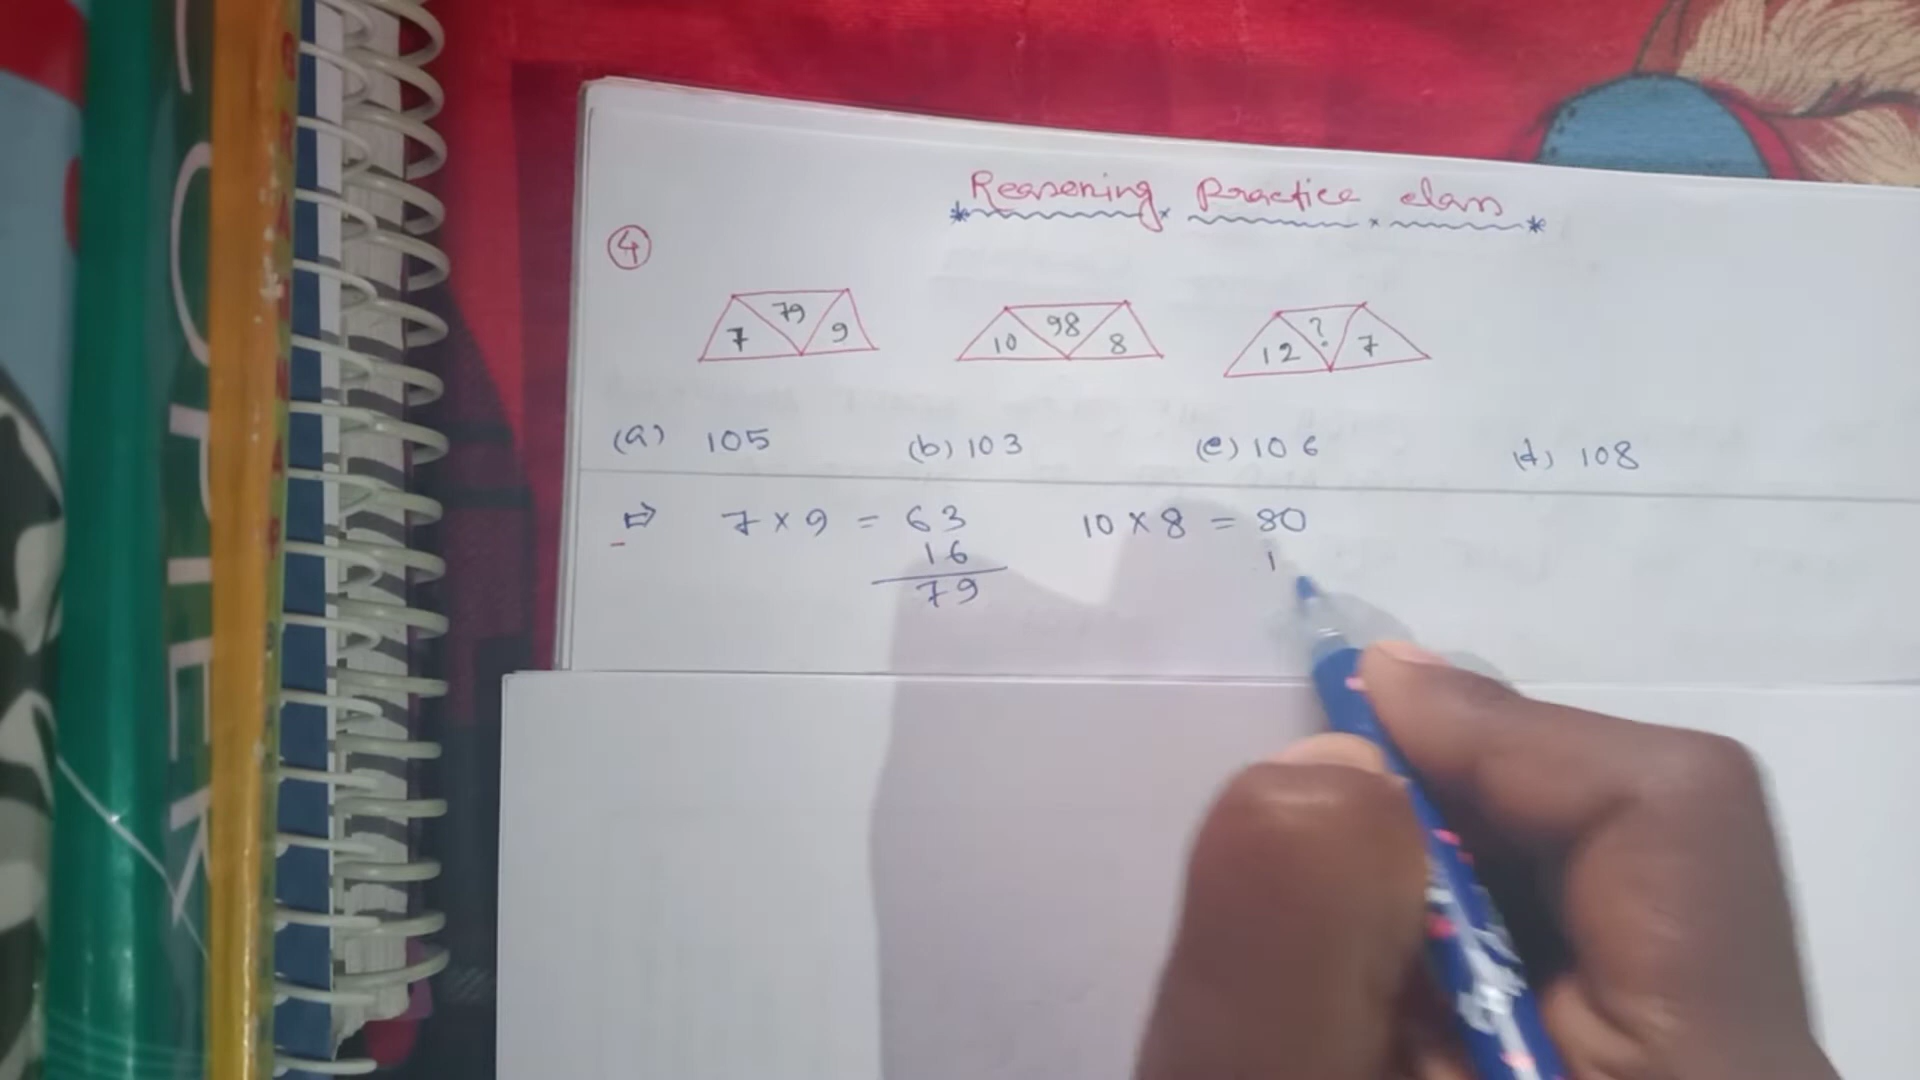 Reasoning Practice class
4
7 79 9
10 98 8
12 ? 7
(a) 105 (b) 103 (c) 106 (d) 108
⇨ 7 × 9 = 63 10 × 8 = 80
16 1
79